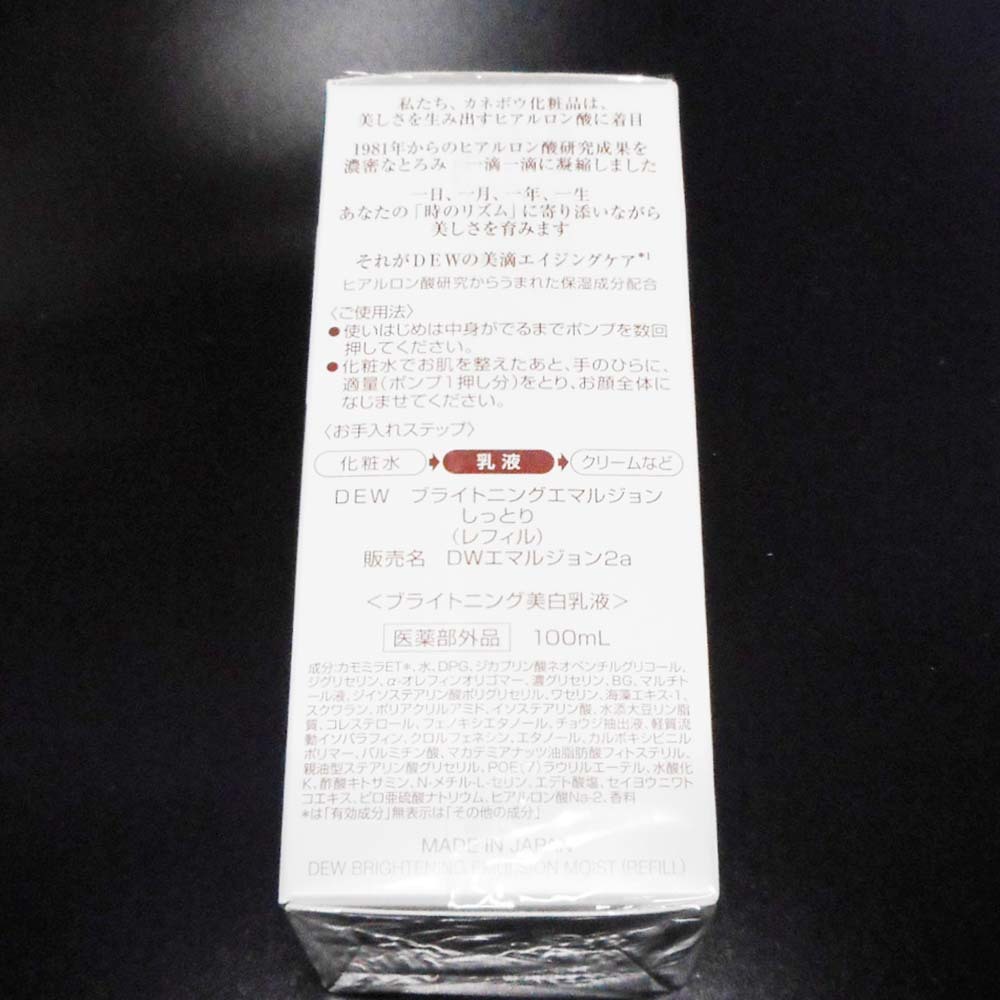 私たち、カネボウ化粧品は、
美しさを生み出すヒアルロン酸に着目
1981年からのヒアルロン酸研究成果を
濃密なとろみ 一滴一滴に凝縮しました
一日、一月、一年、一生
あなたの「時のリズム」に寄り添いながら
美しさを育みます
それがDEWの美滴エイジングケア*1
ヒアルロン酸研究からうまれた保湿成分配合
〈ご使用法〉
●使いはじめは中身がでるまでポンプを数回
押してください。
●化粧水でお肌を整えたあと、手のひらに、
適量(ポンプ1押し分)をとり、お顔全体に
なじませてください。
〈お手入れステップ〉
化粧水 → 乳液 → クリームなど
DEW ブライトニングエマルジョン
しっとり
(レフィル)
販売名 DWエマルジョン2a
<ブライトニング美白乳液>
医薬部外品 100mL
成分:カモミラET*、水、DPG、ジカプリン酸ネオペンチルグリコール、
ジグリセリン、α-オレフィンオリゴマー、濃グリセリン、BG、マルチト
ール液、ジイソステアリン酸ポリグリセリル、ワセリン、海藻エキス-1、
スクワラン、ポリアクリルアミド、イソステアリン酸、水添大豆リン脂
質、コレステロール、フェノキシエタノール、チョウジ抽出液、軽質流
動イソパラフィン、クロルフェネシン、エタノール、カルボキシビニル
ポリマー、パルミチン酸、マカデミアナッツ油脂肪酸フィトステリル、
親油型ステアリン酸グリセリル、POE(7)ラウリルエーテル、水酸化
K、酢酸キトサミン、N-メチル-L-セリン、エデト酸塩、セイヨウニワト
コエキス、ピロ亜硫酸ナトリウム、ヒアルロン酸Na-2、香料
*は「有効成分」無表示は「その他の成分」
MADE IN JAPAN
DEW BRIGHTENING EMULSION MOIST (REFILL)